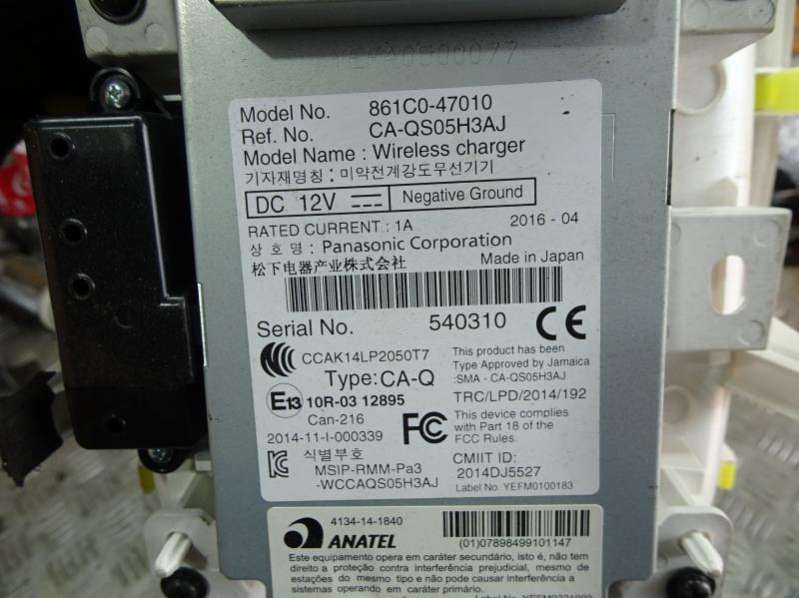 YEFA0800077
Model No. 861C0-47010
Ref. No. CA-QS05H3AJ
Model Name : Wireless charger
기자재명칭 : 미약전계강도무선기기
DC 12V Negative Ground
RATED CURRENT : 1A 2016 - 04
상 호 명 : Panasonic Corporation
松下电器产业株式会社 Made in Japan
Serial No. 540310 CE
CCAK14LP2050T7
Type:CA-Q
This product has been
Type Approved by Jamaica
:SMA - CA-QS05H3AJ
E13 10R-03 12895
TRC/LPD/2014/192
Can-216
2014-11-I-000339
FC
This device complies
with Part 18 of the
FCC Rules.
식별부호
MSIP-RMM-Pa3
-WCCAQS05H3AJ
CMIIT ID:
2014DJ5527
Label No. YEFM0100183
4134-14-1840
ANATEL
(01)07898499101147
Este equipamento opera em caráter secundário, isto é, não tem
direito a proteção contra interferência prejudicial, mesmo de
estações do mesmo tipo e não pode causar interferência a
sistemas operando em caráter primário.
Label No.